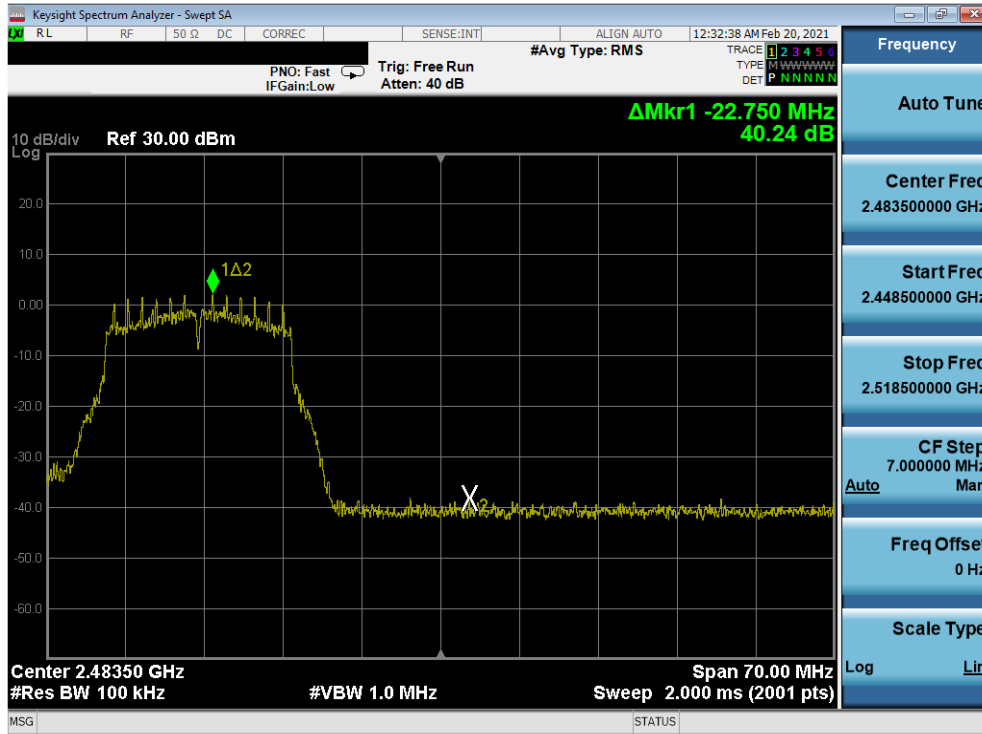 Keysight Spectrum Analyzer - Swept SA
LXI RL RF 50 Ω DC CORREC SENSE:INT ALIGN AUTO 12:32:38 AM Feb 20, 2021
#Avg Type: RMS TRACE 1 2 3 4 5 6
PNO: Fast Trig: Free Run TYPE M WWWWW
IFGain:Low Atten: 40 dB DET P N N N N N
ΔMkr1 -22.750 MHz
40.24 dB
10 dB/div Ref 30.00 dBm
Log
20.0
10.0
1Δ2
0.00
-10.0
-20.0
-30.0
-40.0
X2
-50.0
-60.0
Center 2.48350 GHz Span 70.00 MHz
#Res BW 100 kHz #VBW 1.0 MHz Sweep 2.000 ms (2001 pts)
MSG STATUS
Frequency
Auto Tune
Center Freq
2.483500000 GHz
Start Freq
2.448500000 GHz
Stop Freq
2.518500000 GHz
CF Step
7.000000 MHz
Auto Man
Freq Offset
0 Hz
Scale Type
Log Lin